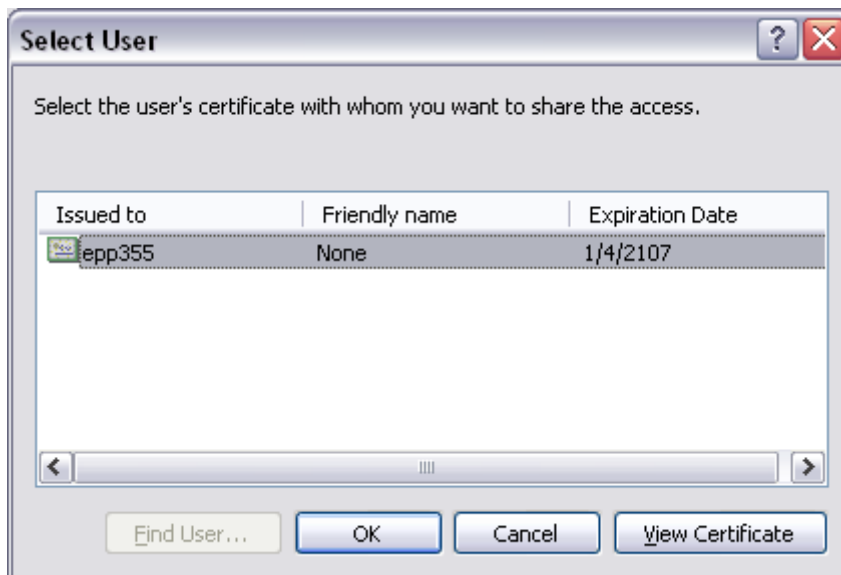 Select User
Select the user's certificate with whom you want to share the access.
Issued to Friendly name Expiration Date
epp355 None 1/4/2107
Find User... OK Cancel View Certificate